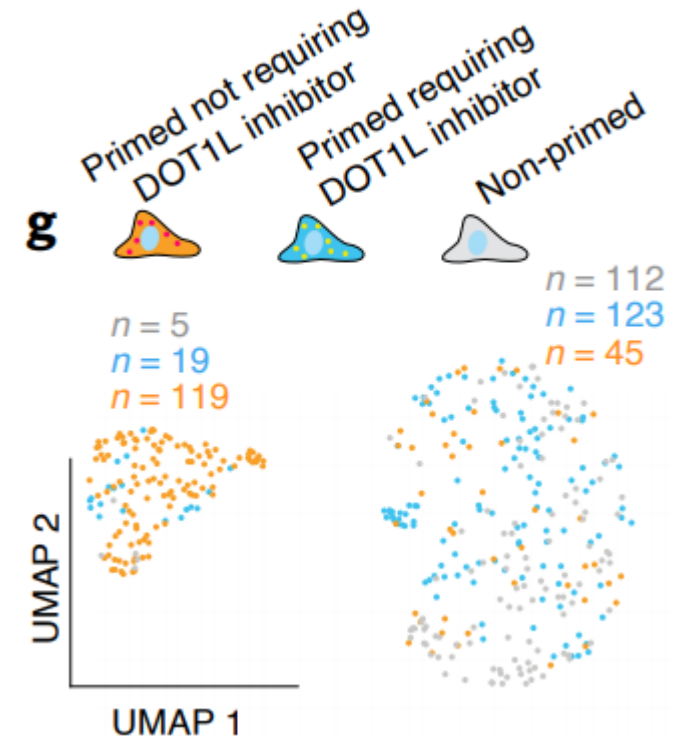 Primed not requiring
DOT1L inhibitor
Primed requiring
DOT1L inhibitor
Non-primed
g
n = 112
n = 123
n = 45
n = 5
n = 19
n = 119
UMAP 2
UMAP 1